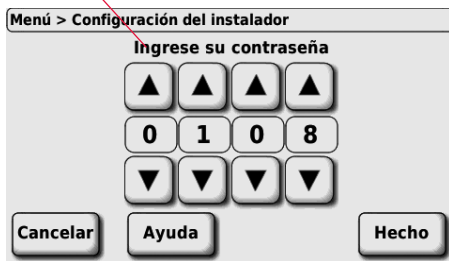 Menú > Configuración del instalador
Ingrese su contraseña
0 1 0 8
Cancelar Ayuda Hecho